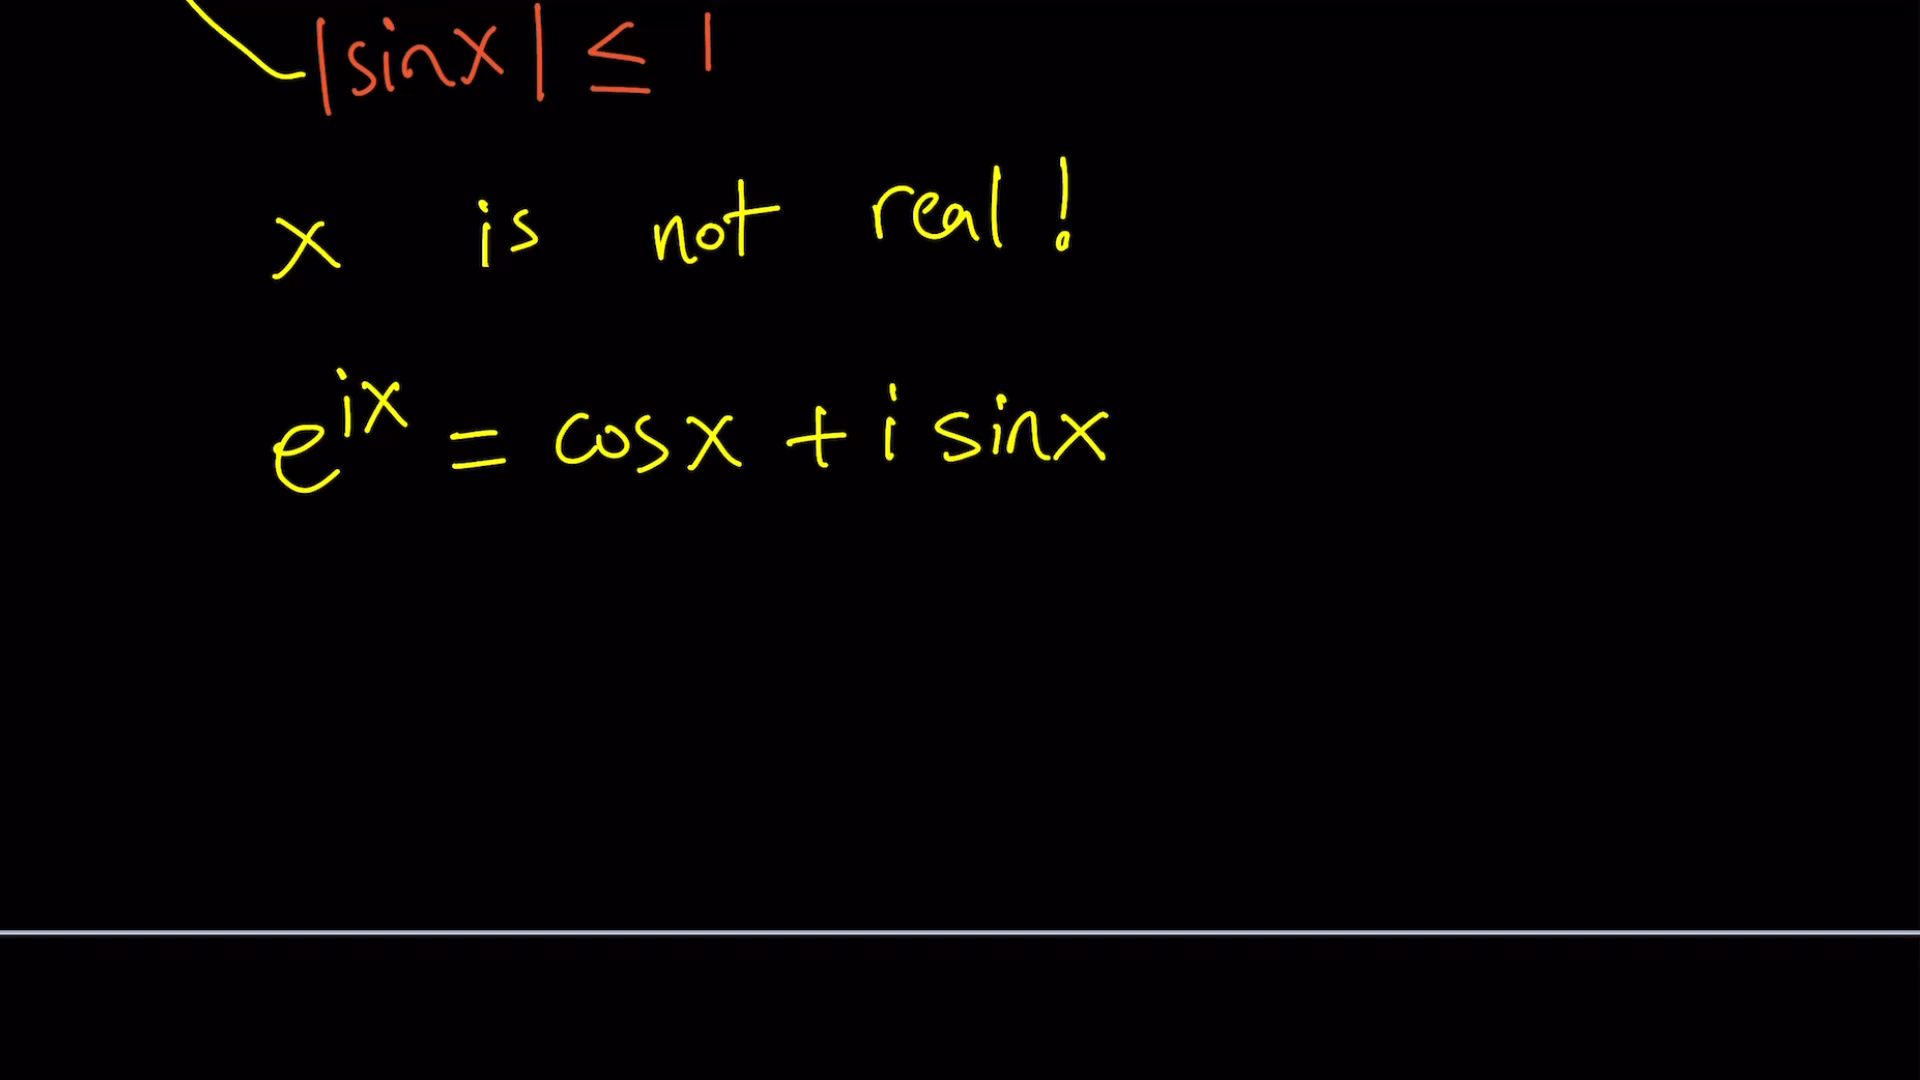 |sinx| ≤ 1
x is not real!
e^{ix} = cosx + i sinx